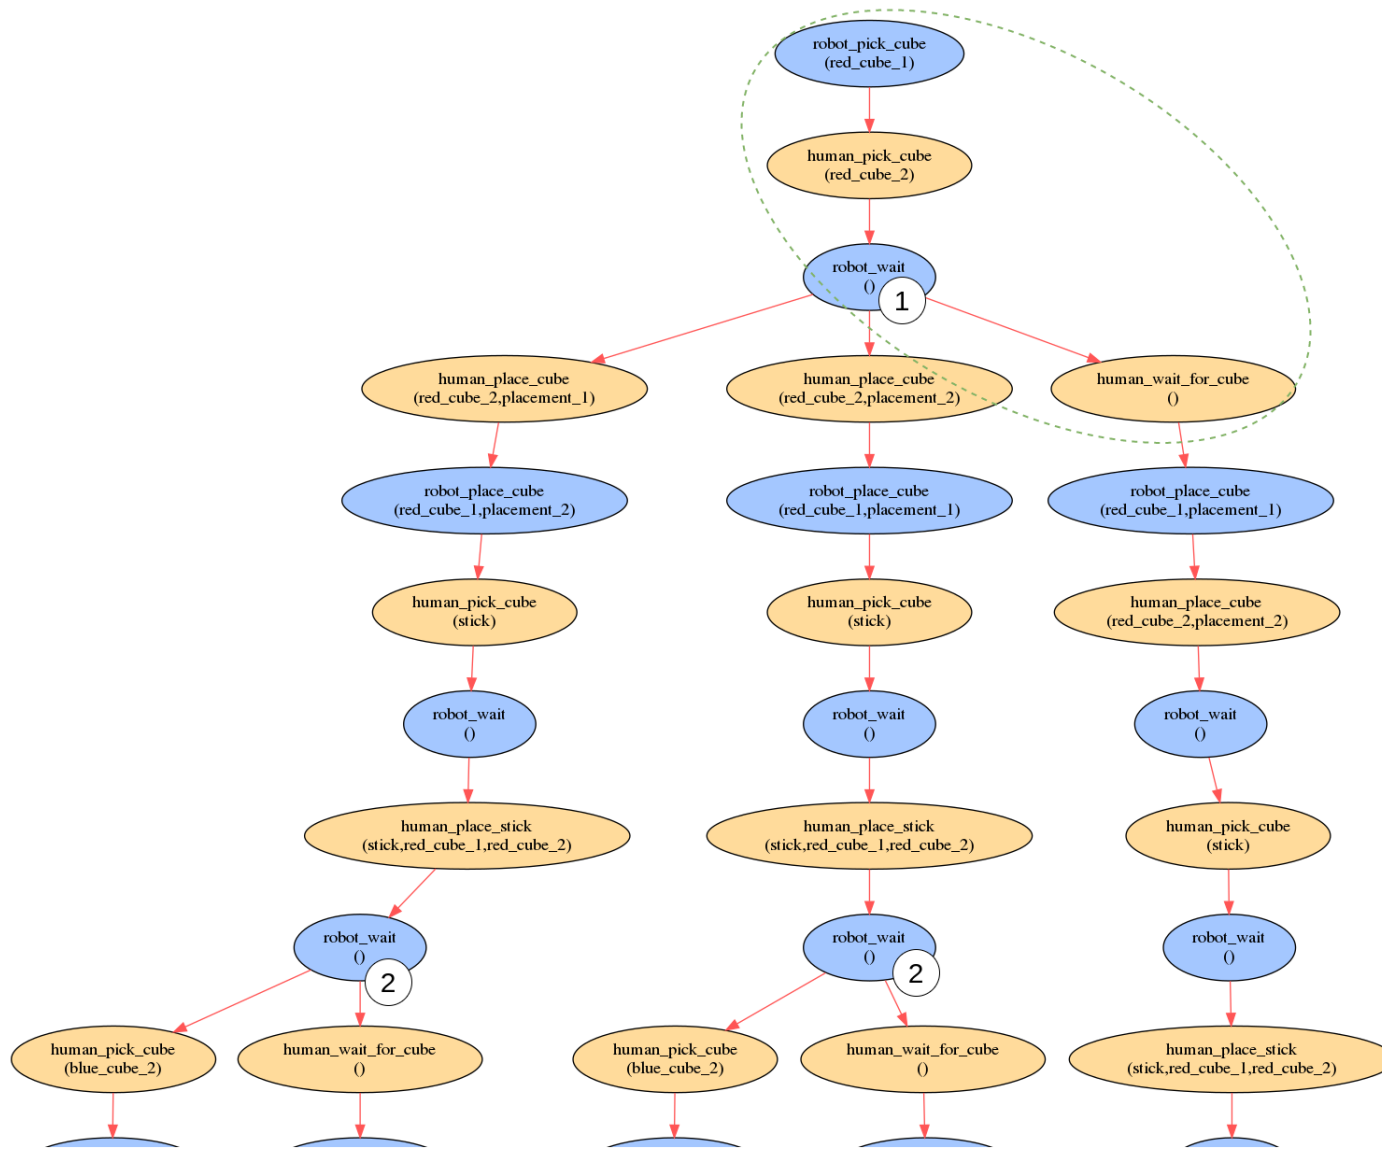 robot_pick_cube
(red_cube_1)
human_pick_cube
(red_cube_2)
robot_wait
()
1
human_place_cube
(red_cube_2,placement_1)
human_place_cube
(red_cube_2,placement_2)
human_wait_for_cube
()
robot_place_cube
(red_cube_1,placement_2)
robot_place_cube
(red_cube_1,placement_1)
robot_place_cube
(red_cube_1,placement_1)
human_pick_cube
(stick)
human_pick_cube
(stick)
human_place_cube
(red_cube_2,placement_2)
robot_wait
()
robot_wait
()
robot_wait
()
human_place_stick
(stick,red_cube_1,red_cube_2)
human_place_stick
(stick,red_cube_1,red_cube_2)
human_pick_cube
(stick)
robot_wait
()
2
robot_wait
()
2
robot_wait
()
human_pick_cube
(blue_cube_2)
human_wait_for_cube
()
human_pick_cube
(blue_cube_2)
human_wait_for_cube
()
human_place_stick
(stick,red_cube_1,red_cube_2)